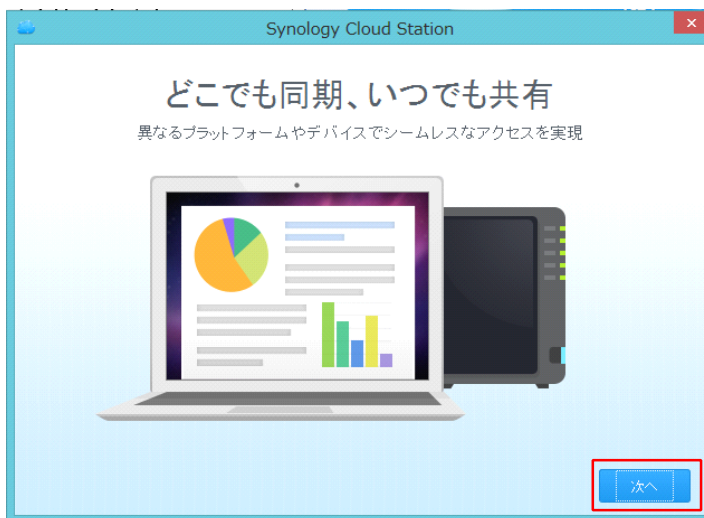 Synology Cloud Station
どこでも同期、いつでも共有
異なるプラットフォームやデバイスでシームレスなアクセスを実現
次へ